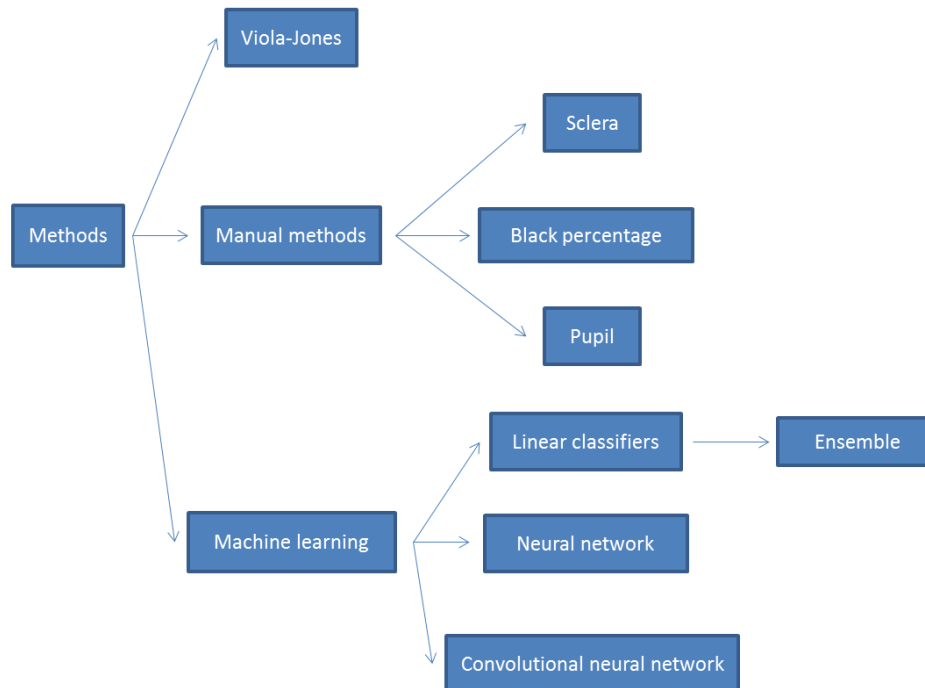 Viola-Jones
Sclera
Methods
Manual methods
Black percentage
Pupil
Linear classifiers
Ensemble
Machine learning
Neural network
Convolutional neural network